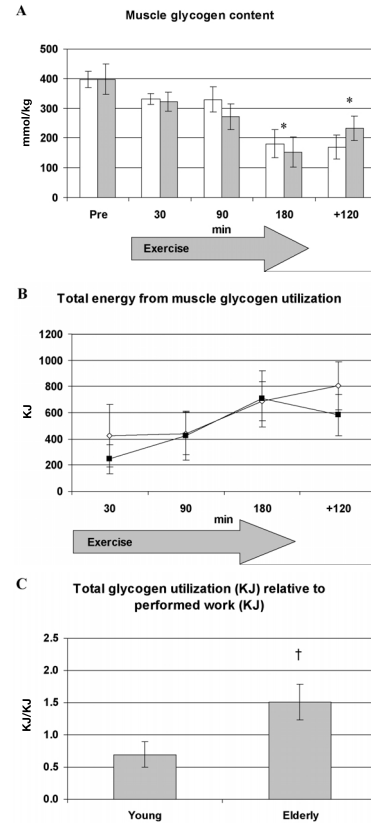 A
Muscle glycogen content
mmol/kg
500
400
300
200
100
0
*
*
Pre 30 90 180 +120
min
Exercise
B
Total energy from muscle glycogen utilization
KJ
1200
1000
800
600
400
200
0
30 90 180 +120
min
Exercise
C
Total glycogen utilization (KJ) relative to
performed work (KJ)
KJ/KJ
2.5
2.0
1.5
1.0
0.5
0.0
†
Young Elderly